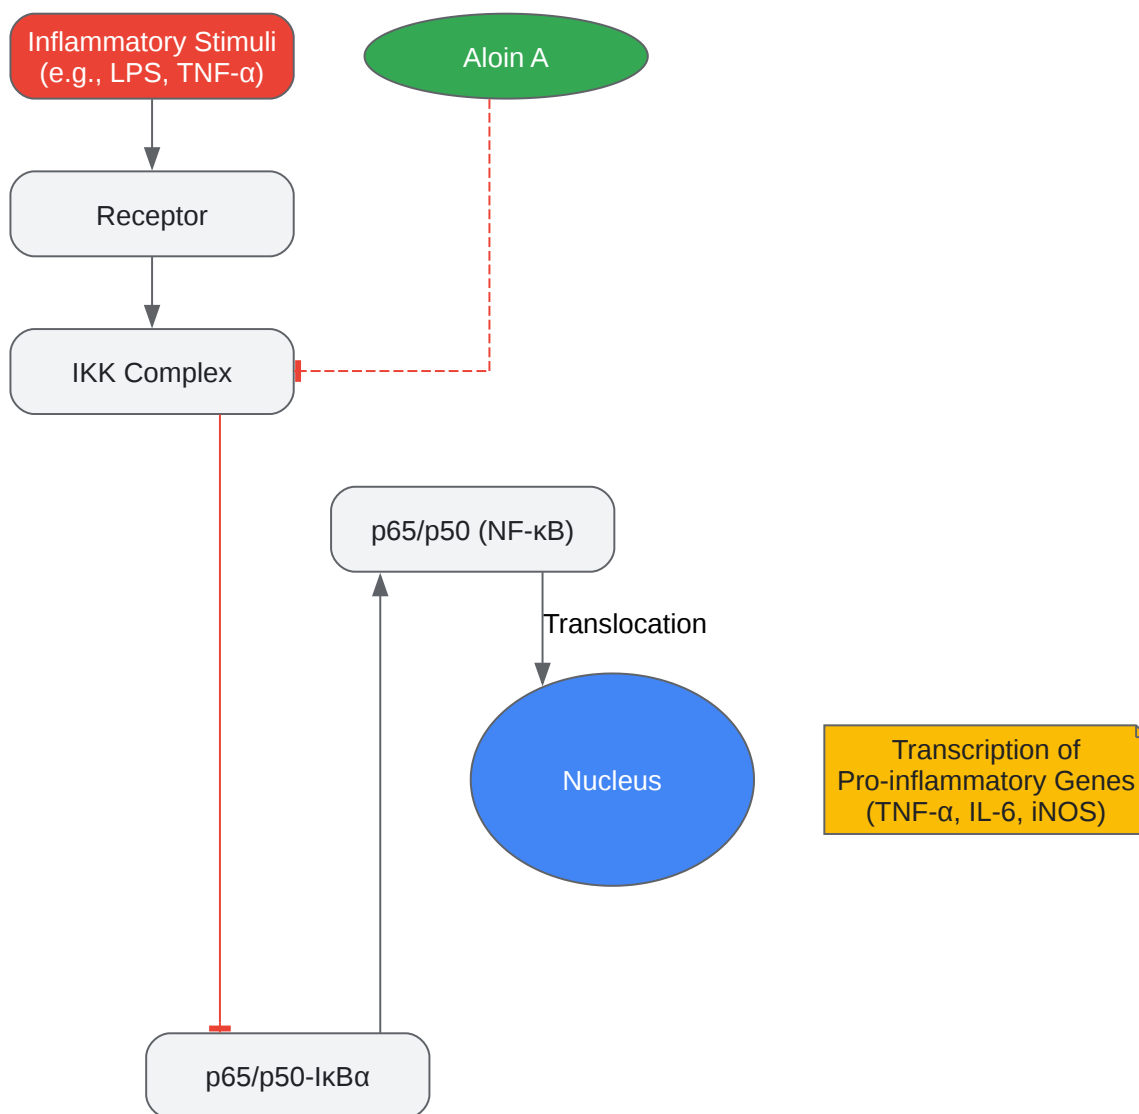 Inflammatory Stimuli
(e.g., LPS, TNF-α)
Aloin A
Receptor
IKK Complex
p65/p50 (NF-κB)
Translocation
Nucleus
Transcription of
Pro-inflammatory Genes
(TNF-α, IL-6, iNOS)
p65/p50-IκBα